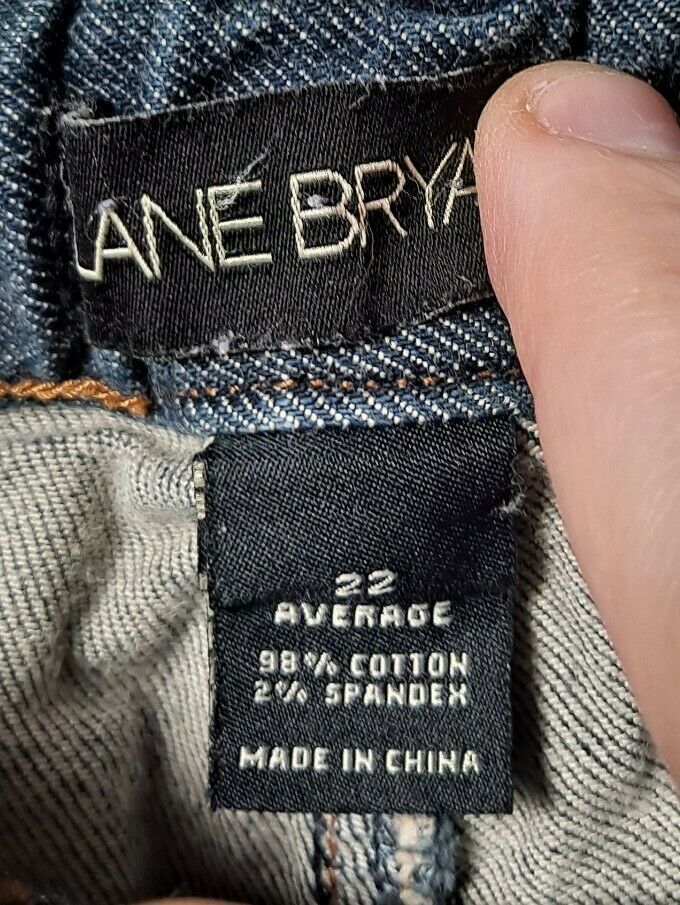 LANE BRYA
22
AVERAGE
98% COTTON
2% SPANDEX
MADE IN CHINA